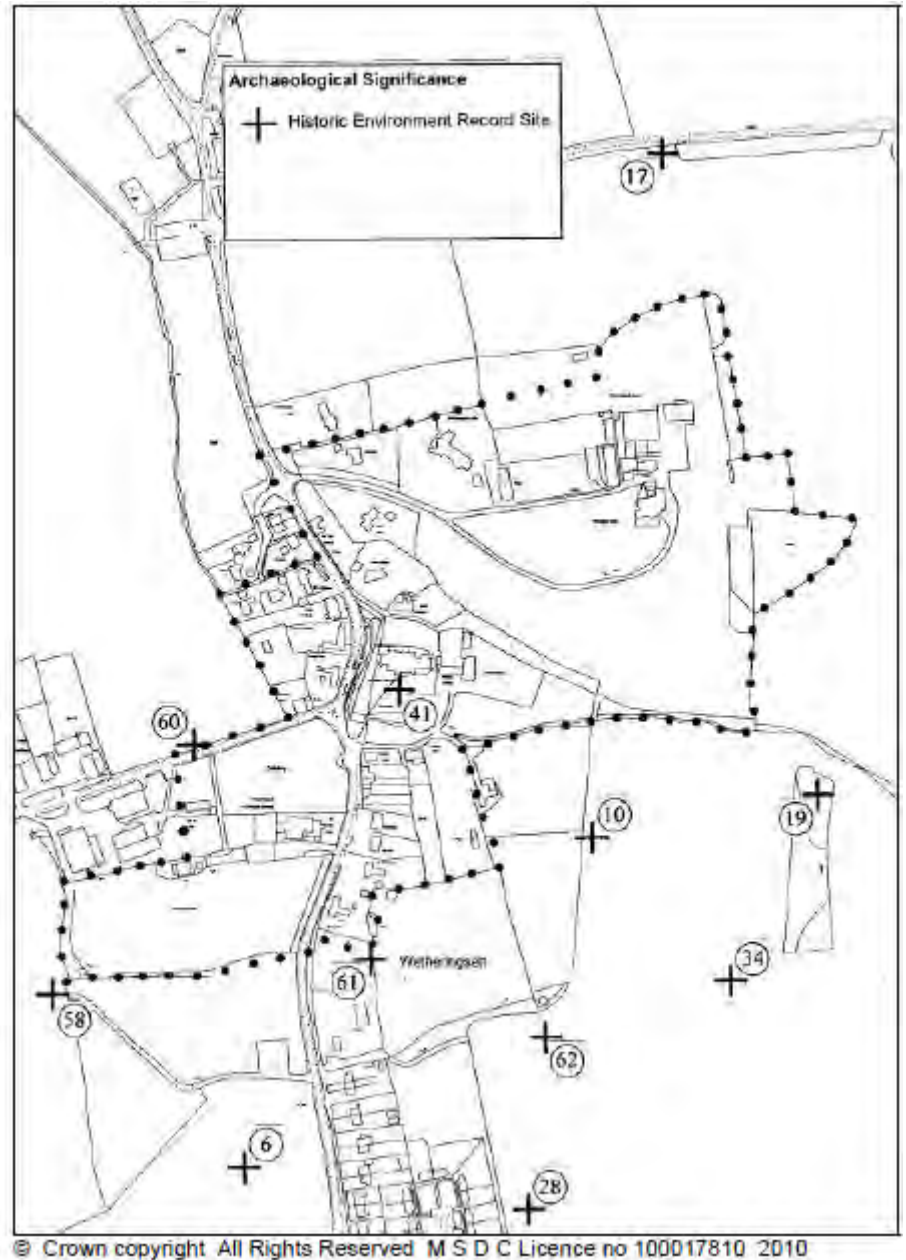 Archaeological Significance
Historic Environment Record Site
17
60
41
10
19
Wetheringsett
61
34
58
62
6
28
© Crown copyright All Rights Reserved M S D C Licence no 100017810 2010